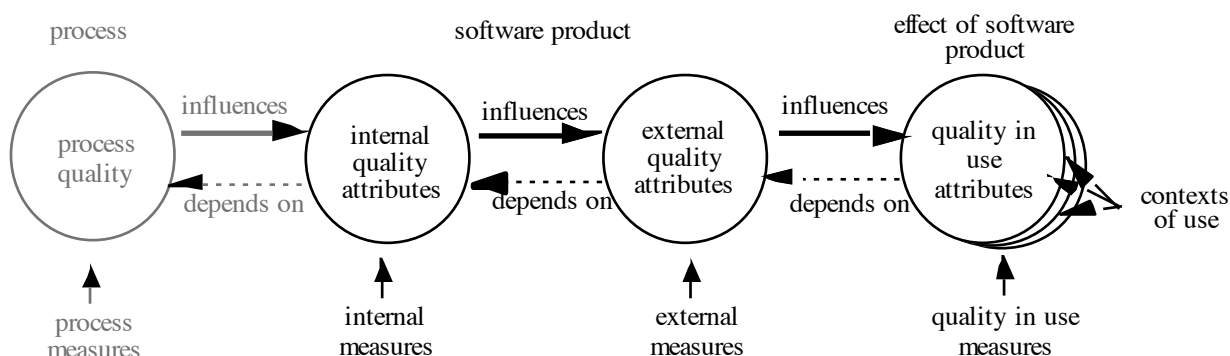 process
software product
effect of software
product
influences
influences
influences
process
quality
internal
quality
attributes
external
quality
attributes
quality in
use
attributes
depends on
depends on
depends on
contexts
of use
process
measures
internal
measures
external
measures
quality in use
measures